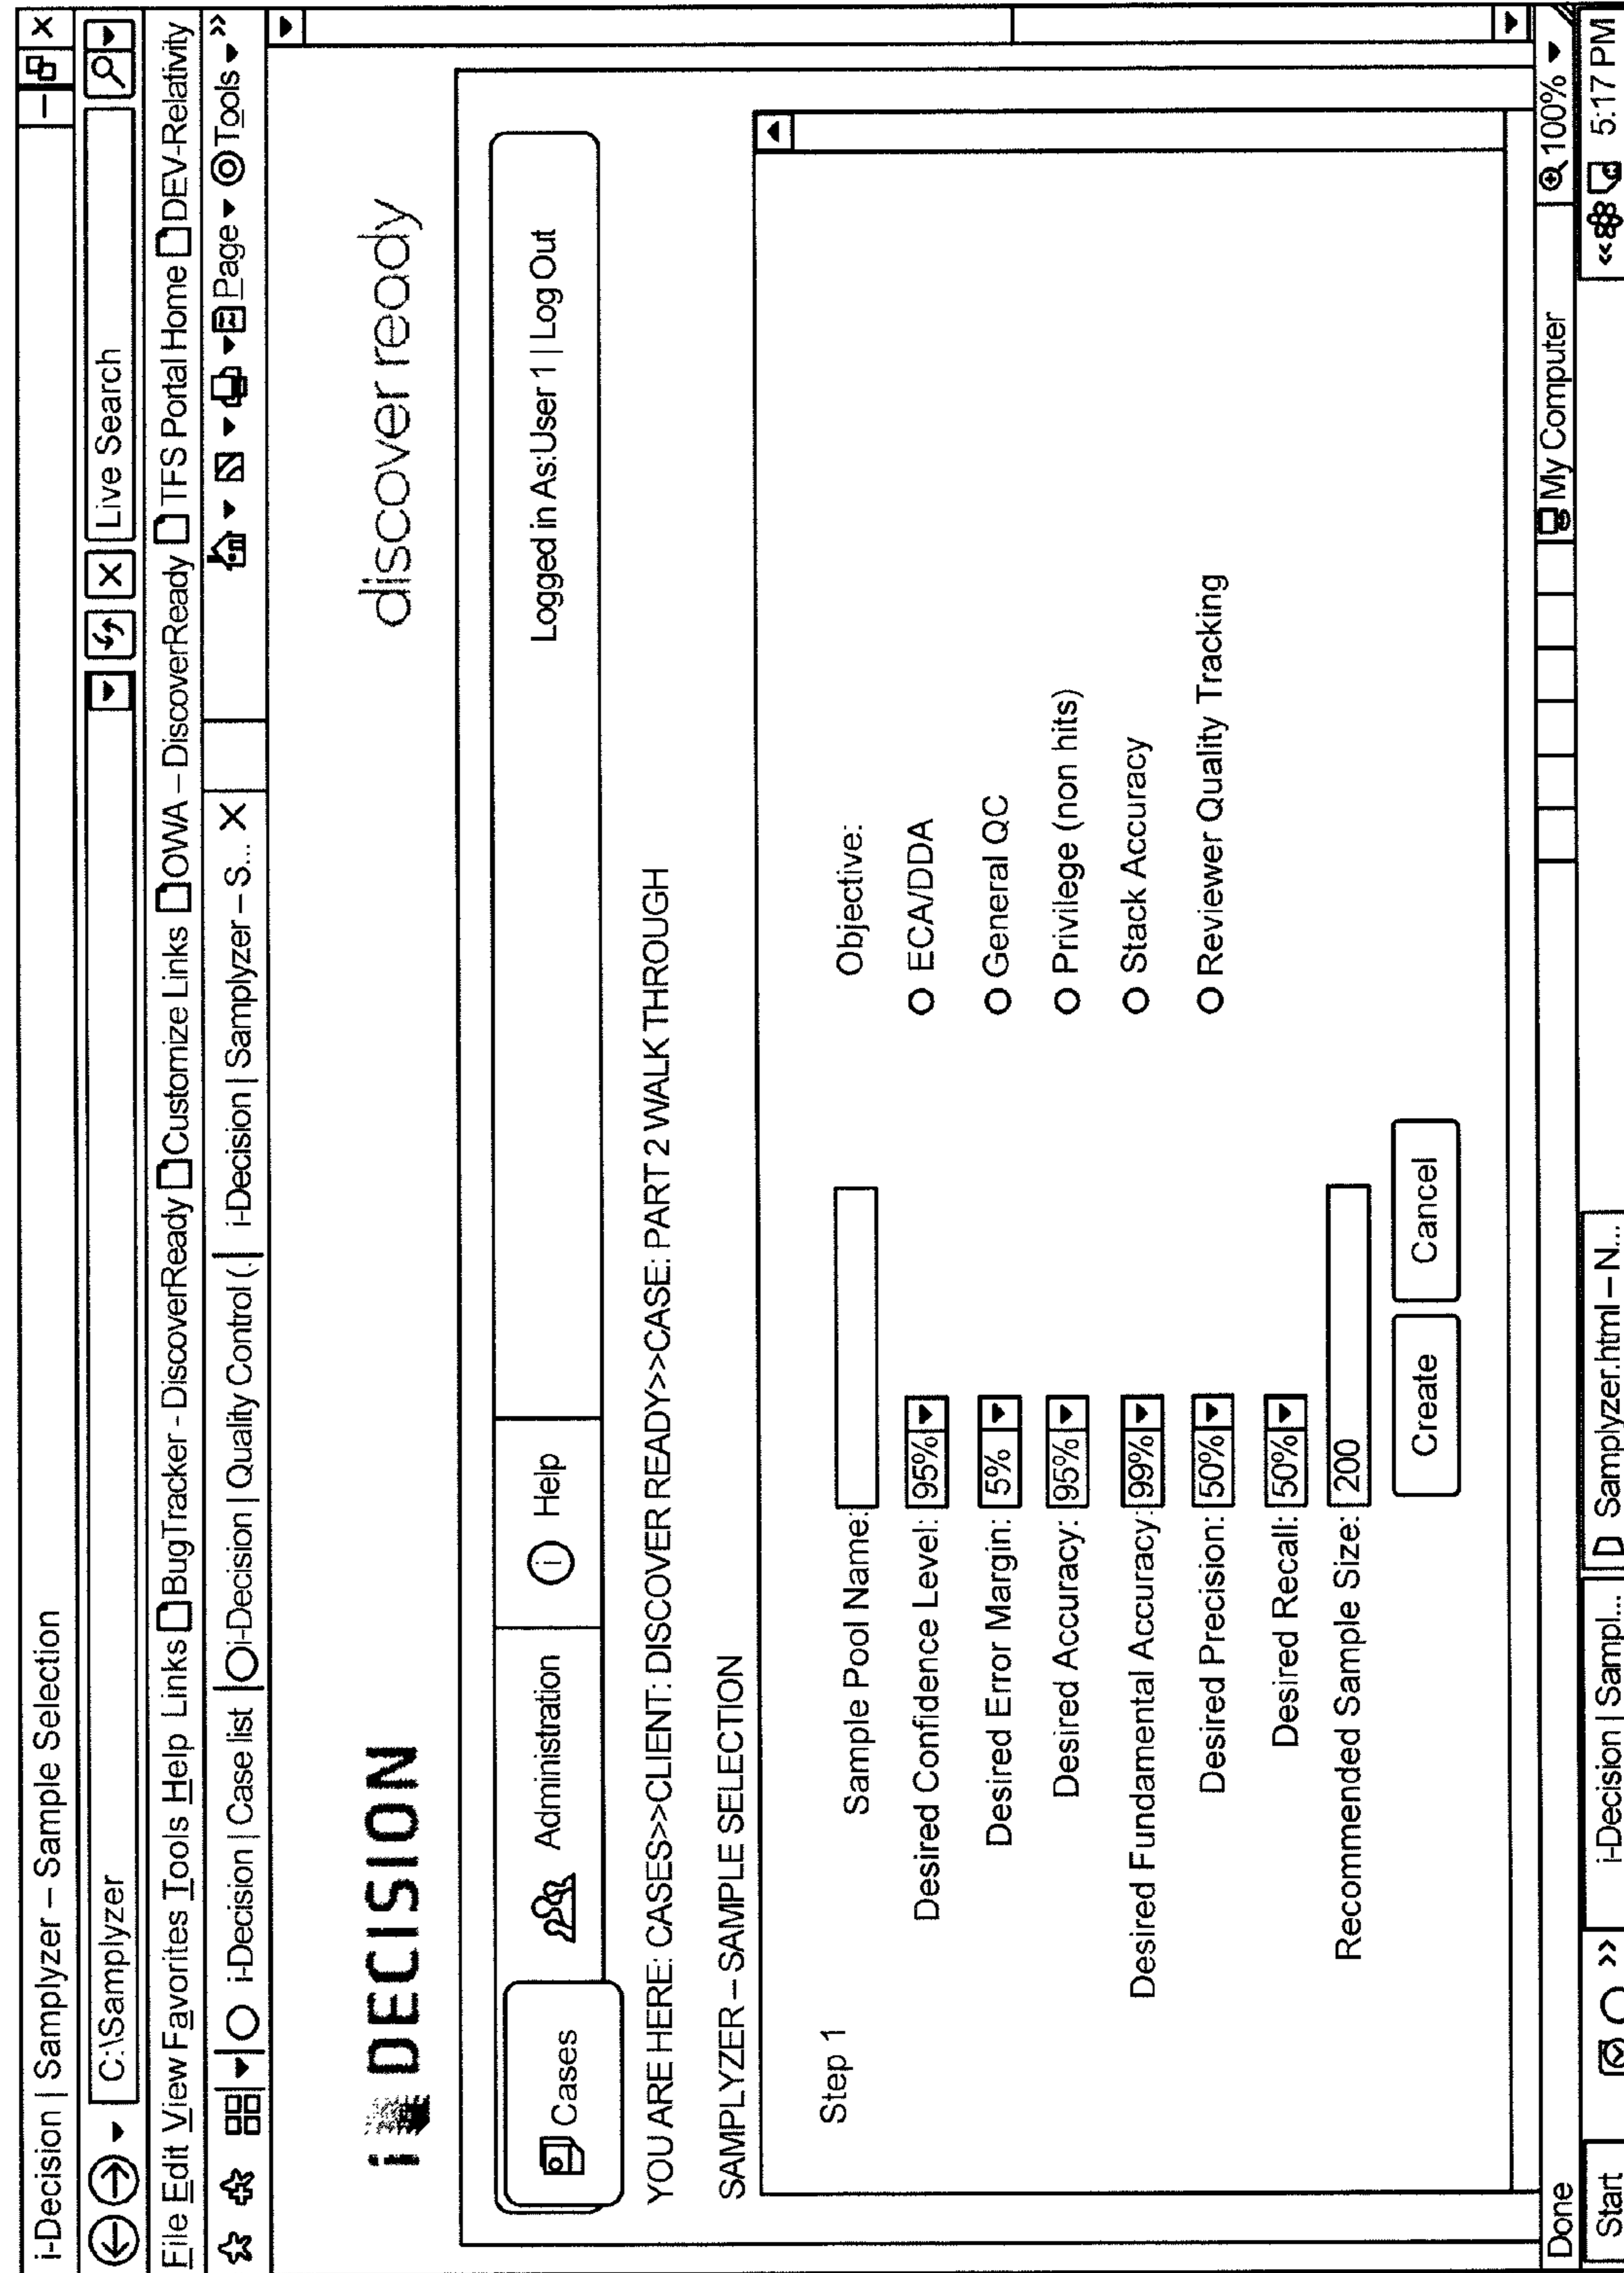 i-Decision | Samplyzer – Sample Selection
C:\Samplyzer
Live Search
File Edit View Favorites Tools Help Links BugTracker - DiscoverReady Customize Links OWA – DiscoverReady TFS Portal Home DEV-Relativity
i-Decision | Case list i-Decision | Quality Control (. i-Decision | Samplyzer – S... X Page Tools »
i DECISION
discover ready
Cases Administration Help Logged in As:User 1 | Log Out
YOU ARE HERE: CASES>>CLIENT: DISCOVER READY>>CASE: PART 2 WALK THROUGH
SAMPLYZER – SAMPLE SELECTION
Step 1
Sample Pool Name:
Desired Confidence Level: 95%
Desired Error Margin: 5%
Desired Accuracy: 95%
Desired Fundamental Accuracy: 99%
Desired Precision: 50%
Desired Recall: 50%
Recommended Sample Size: 200
Create Cancel
Objective:
ECA/DDA
General QC
Privilege (non hits)
Stack Accuracy
Reviewer Quality Tracking
Done My Computer 100%
Start » i-Decision | Sampl... Samplyzer.html – N... « 5:17 PM